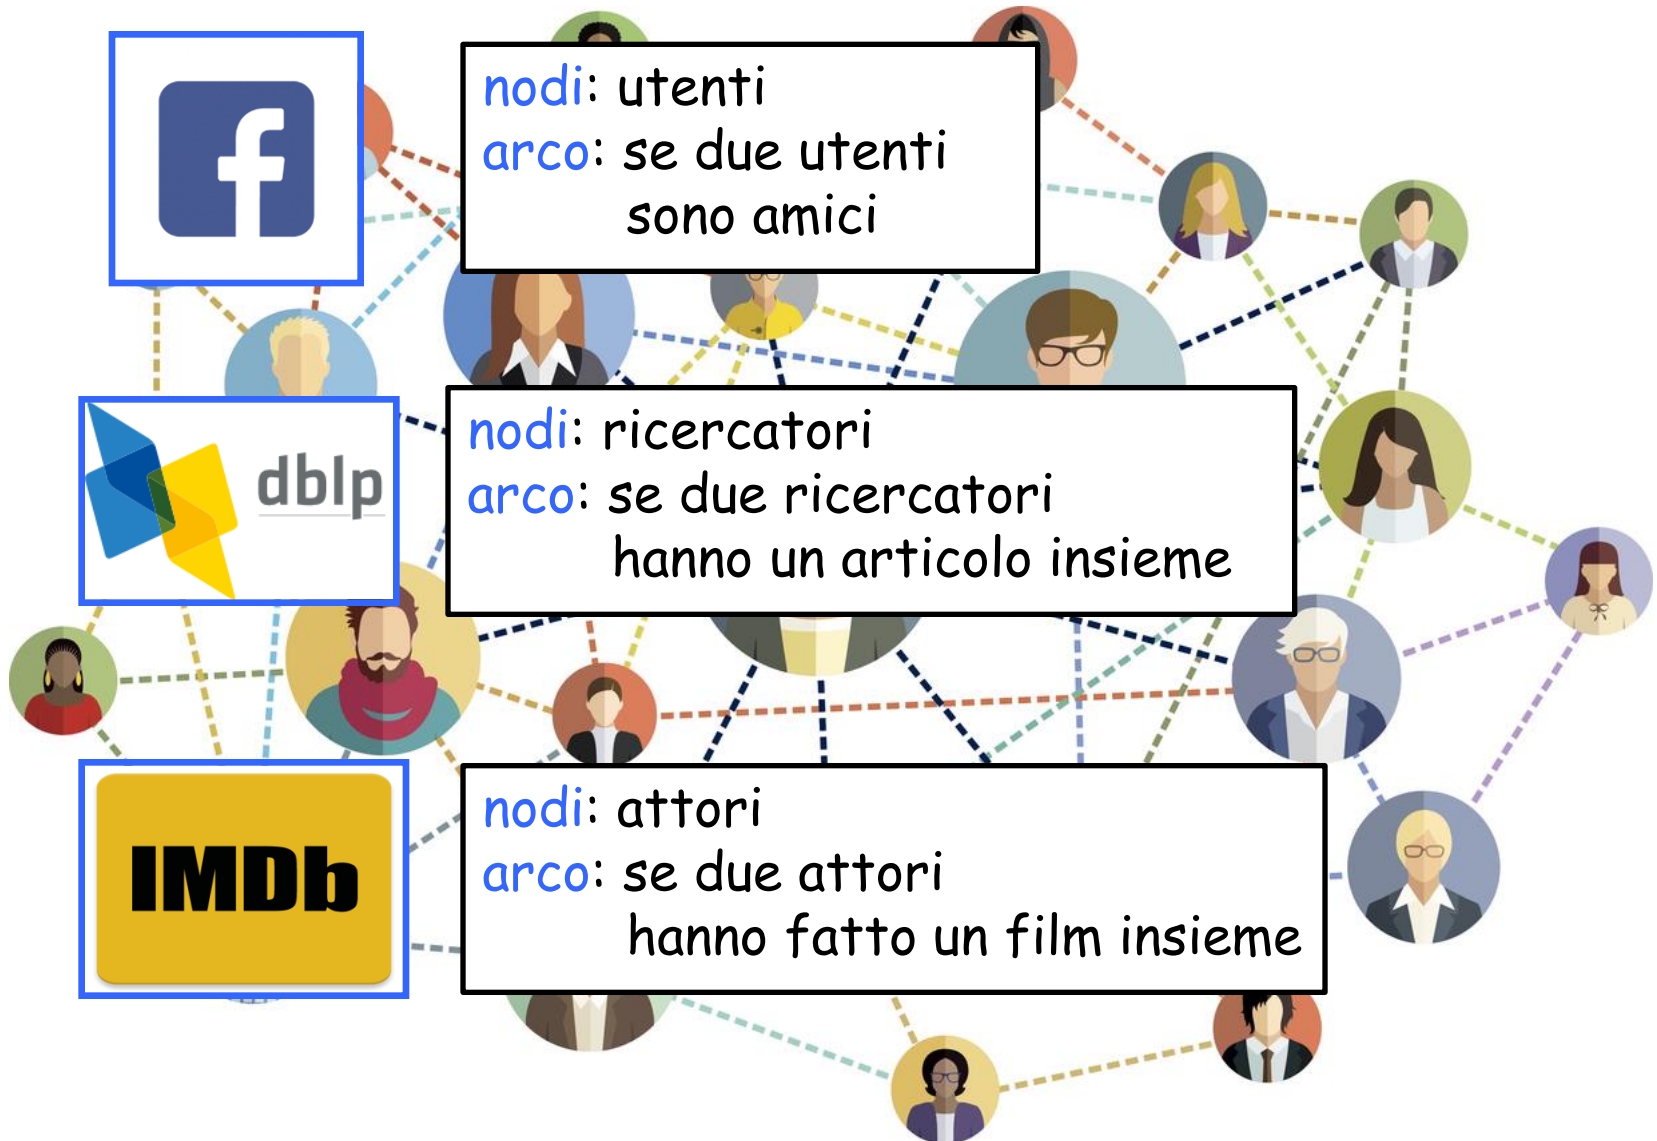 f
nodi: utenti
arco: se due utenti
sono amici
dblp
nodi: ricercatori
arco: se due ricercatori
hanno un articolo insieme
IMDb
nodi: attori
arco: se due attori
hanno fatto un film insieme